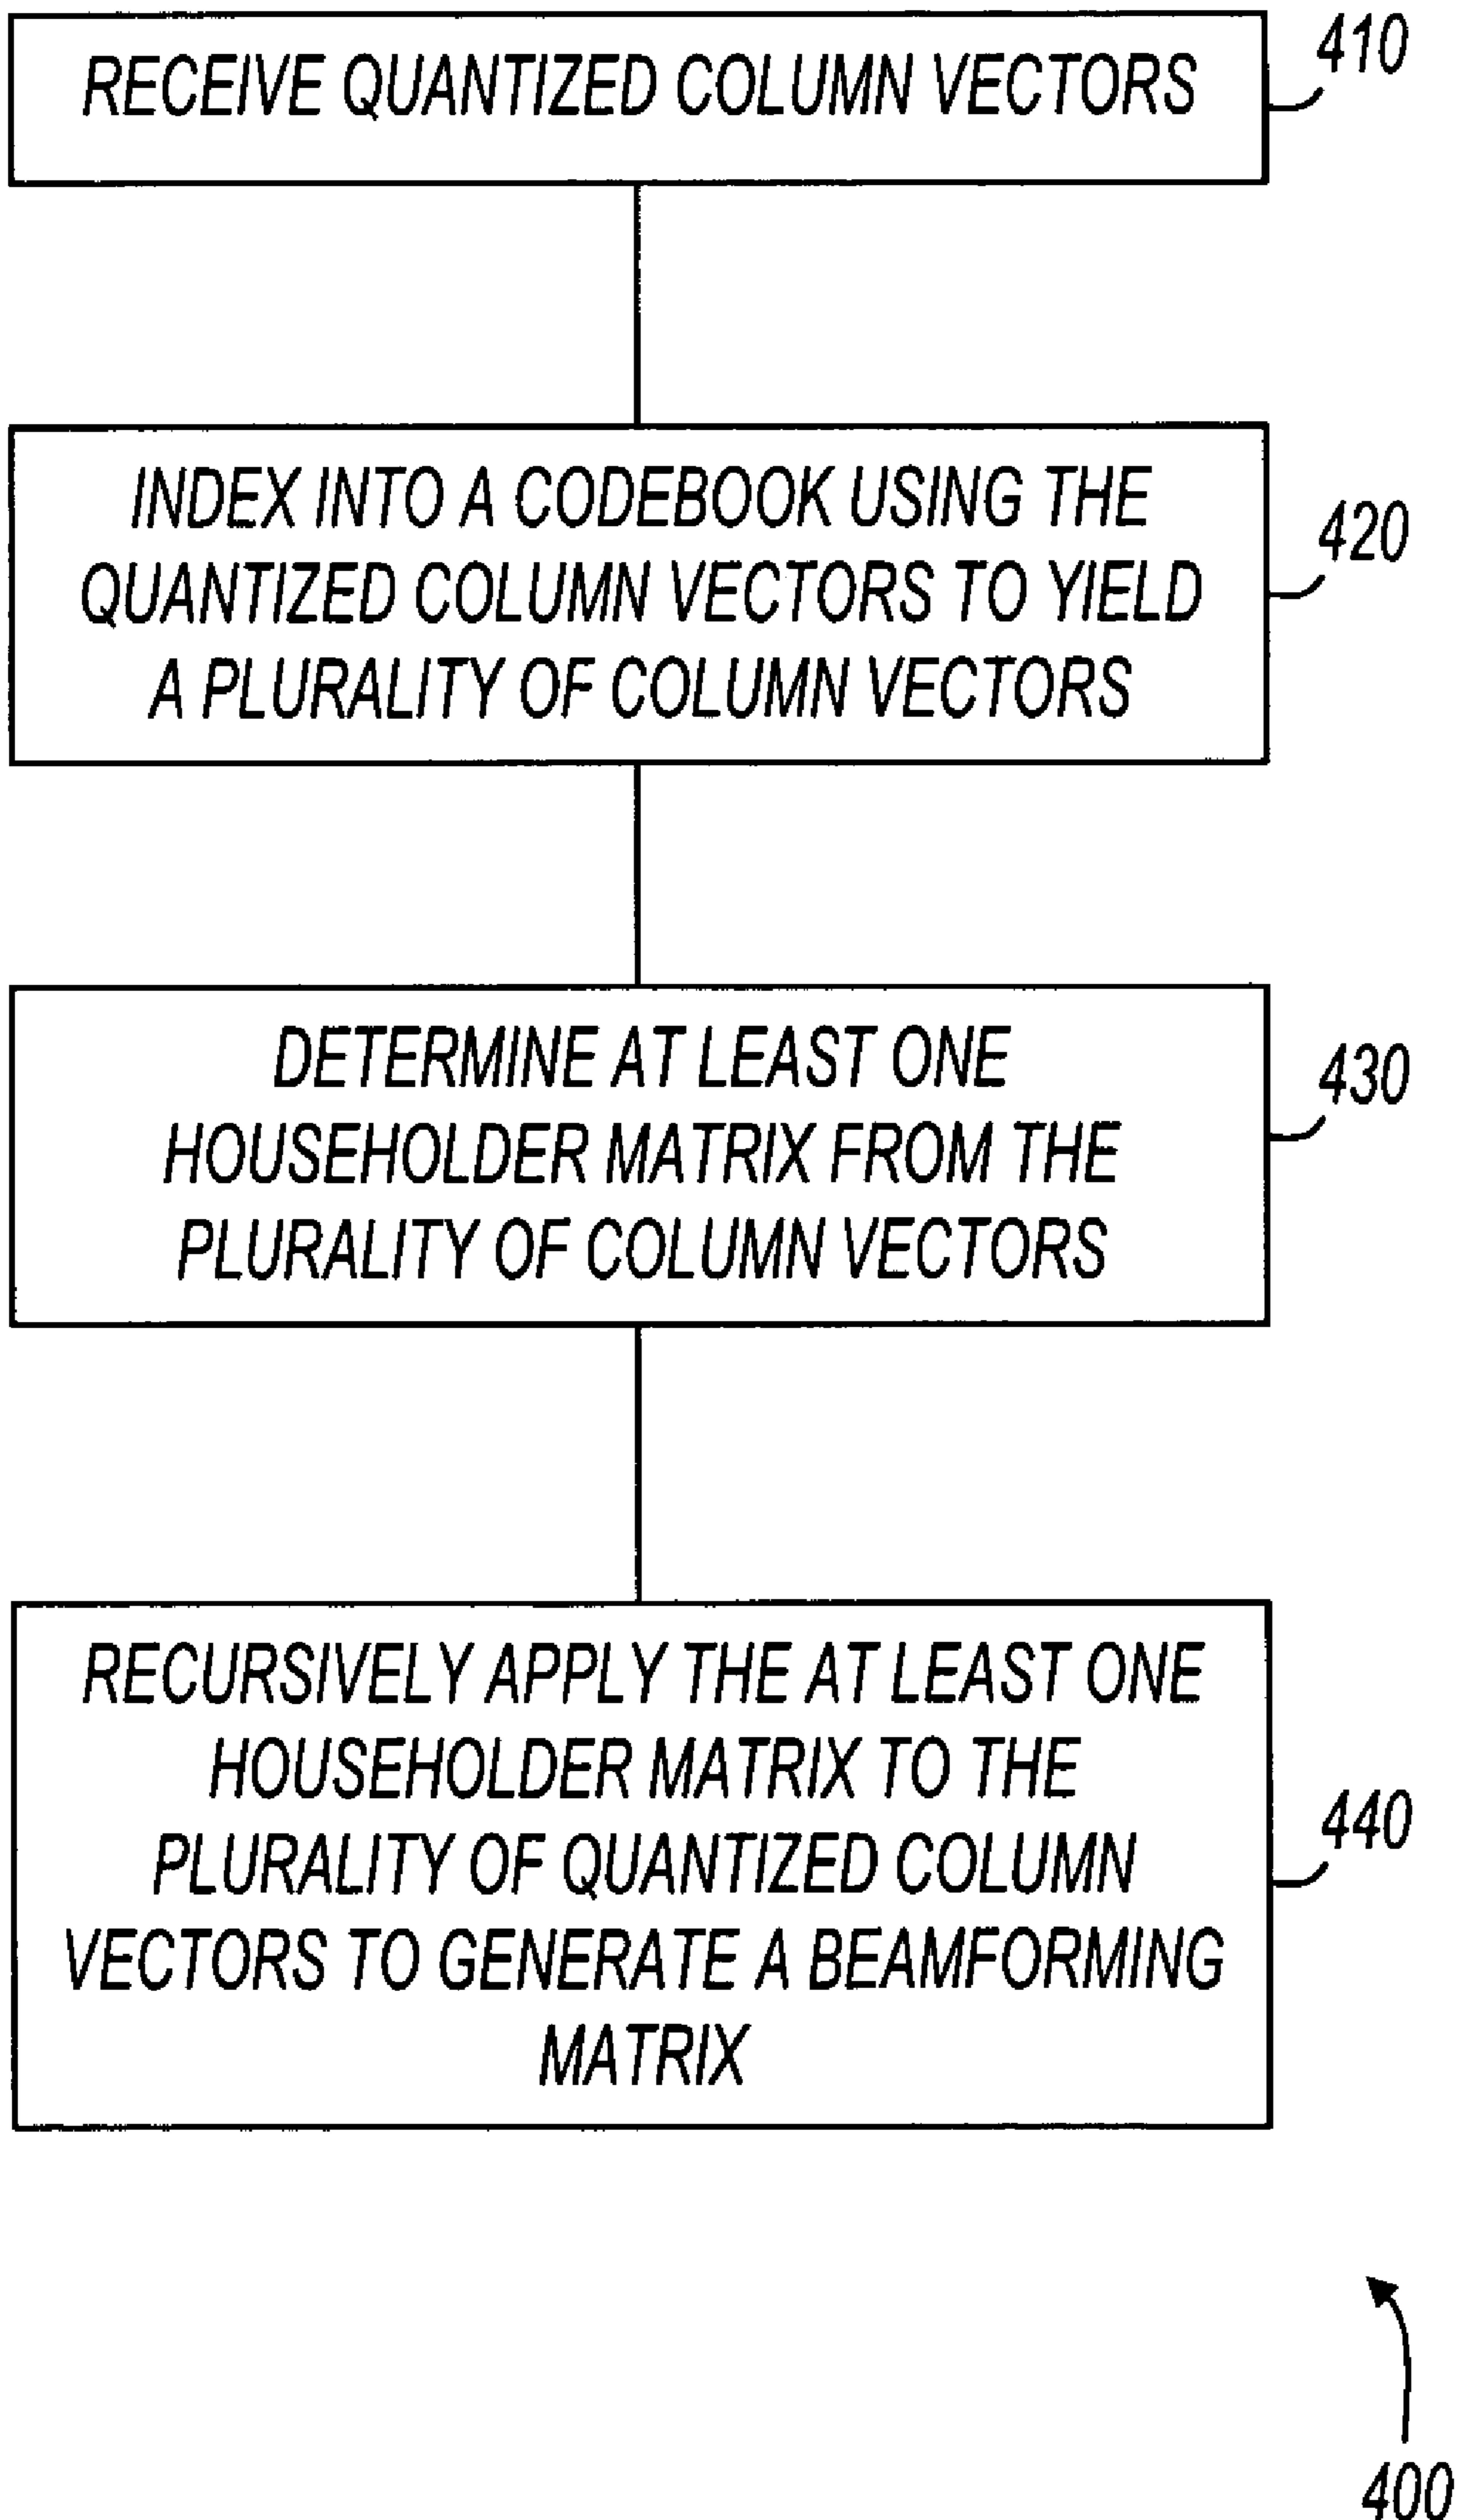 RECEIVE QUANTIZED COLUMN VECTORS
410
INDEX INTO A CODEBOOK USING THE
QUANTIZED COLUMN VECTORS TO YIELD
A PLURALITY OF COLUMN VECTORS
420
DETERMINE AT LEAST ONE
HOUSEHOLDER MATRIX FROM THE
PLURALITY OF COLUMN VECTORS
430
RECURSIVELY APPLY THE AT LEAST ONE
HOUSEHOLDER MATRIX TO THE
PLURALITY OF QUANTIZED COLUMN
VECTORS TO GENERATE A BEAMFORMING
MATRIX
440
400